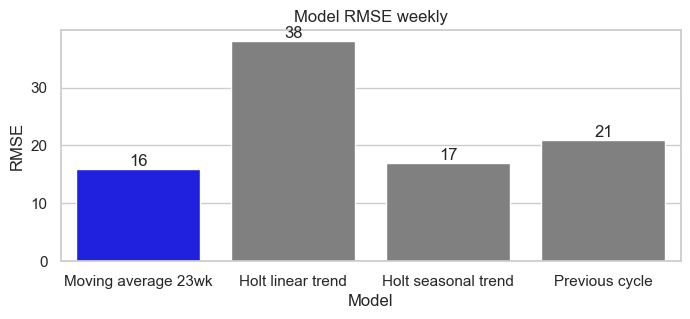 Model RMSE weekly
38
30
21
20
17
16
10
0
RMSE
Moving average 23wk Holt linear trend Holt seasonal trend Previous cycle
Model